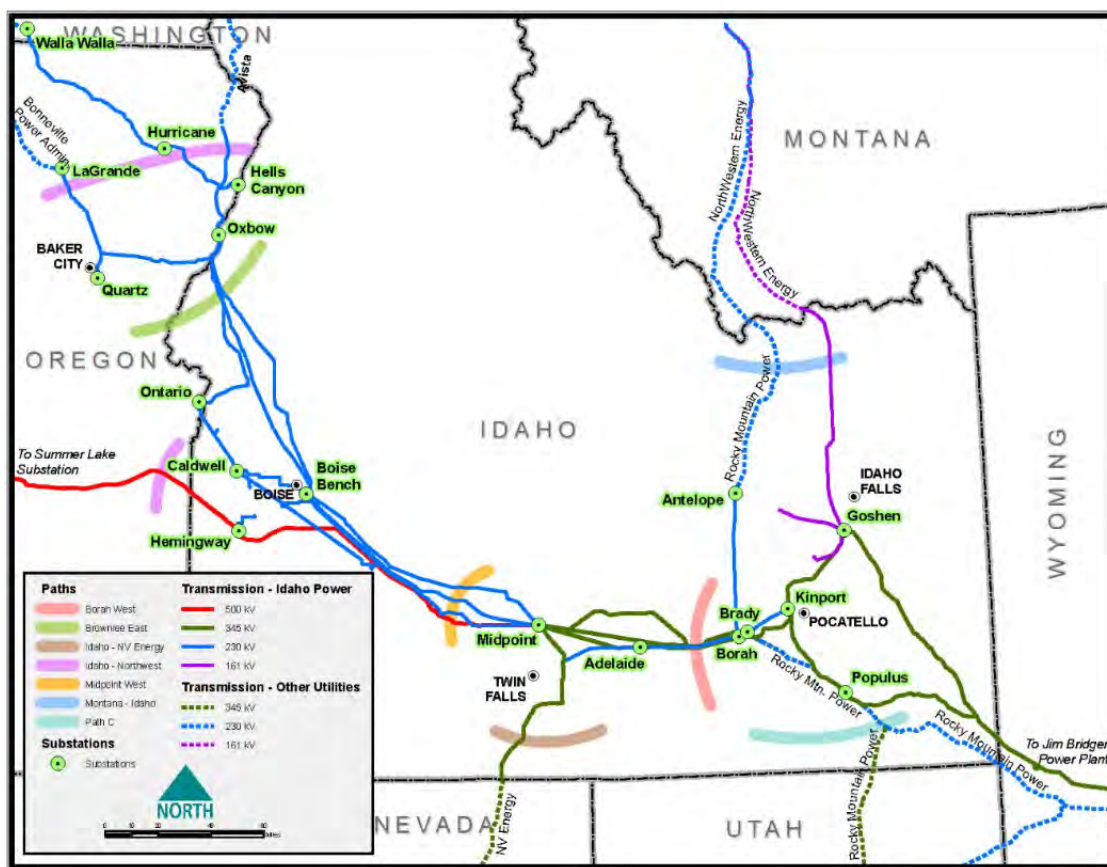 WASHINGTON
Walla Walla
Avista
Bonneville
Power Admin
Hurricane
LaGrande
Hells
Canyon
Oxbow
BAKER
CITY
Quartz
OREGON
Ontario
To Summer Lake
Substation
Caldwell
Boise
Bench
BOISE
Hemingway
IDAHO
MONTANA
NorthWestern Energy
NorthWestern Energy
Rocky Mountain Power
Antelope
IDAHO
FALLS
Goshen
WYOMING
Kinport
Brady
POCATELLO
Borah
Midpoint
Adelaide
TWIN
FALLS
Rocky Mtn. Power
Populus
Rocky Mountain Power
To Jim Bridger
Power Plant
Rocky Mountain Power
NV Energy
NEVADA
UTAH
Paths
Borah West
Brownlee East
Idaho - NV Energy
Idaho - Northwest
Midpoint West
Montana - Idaho
Path C
Substations
Substations
Transmission - Idaho Power
500 kV
345 kV
230 kV
161 kV
Transmission - Other Utilities
345 kV
230 kV
161 kV
NORTH
0 20 40 60
Miles